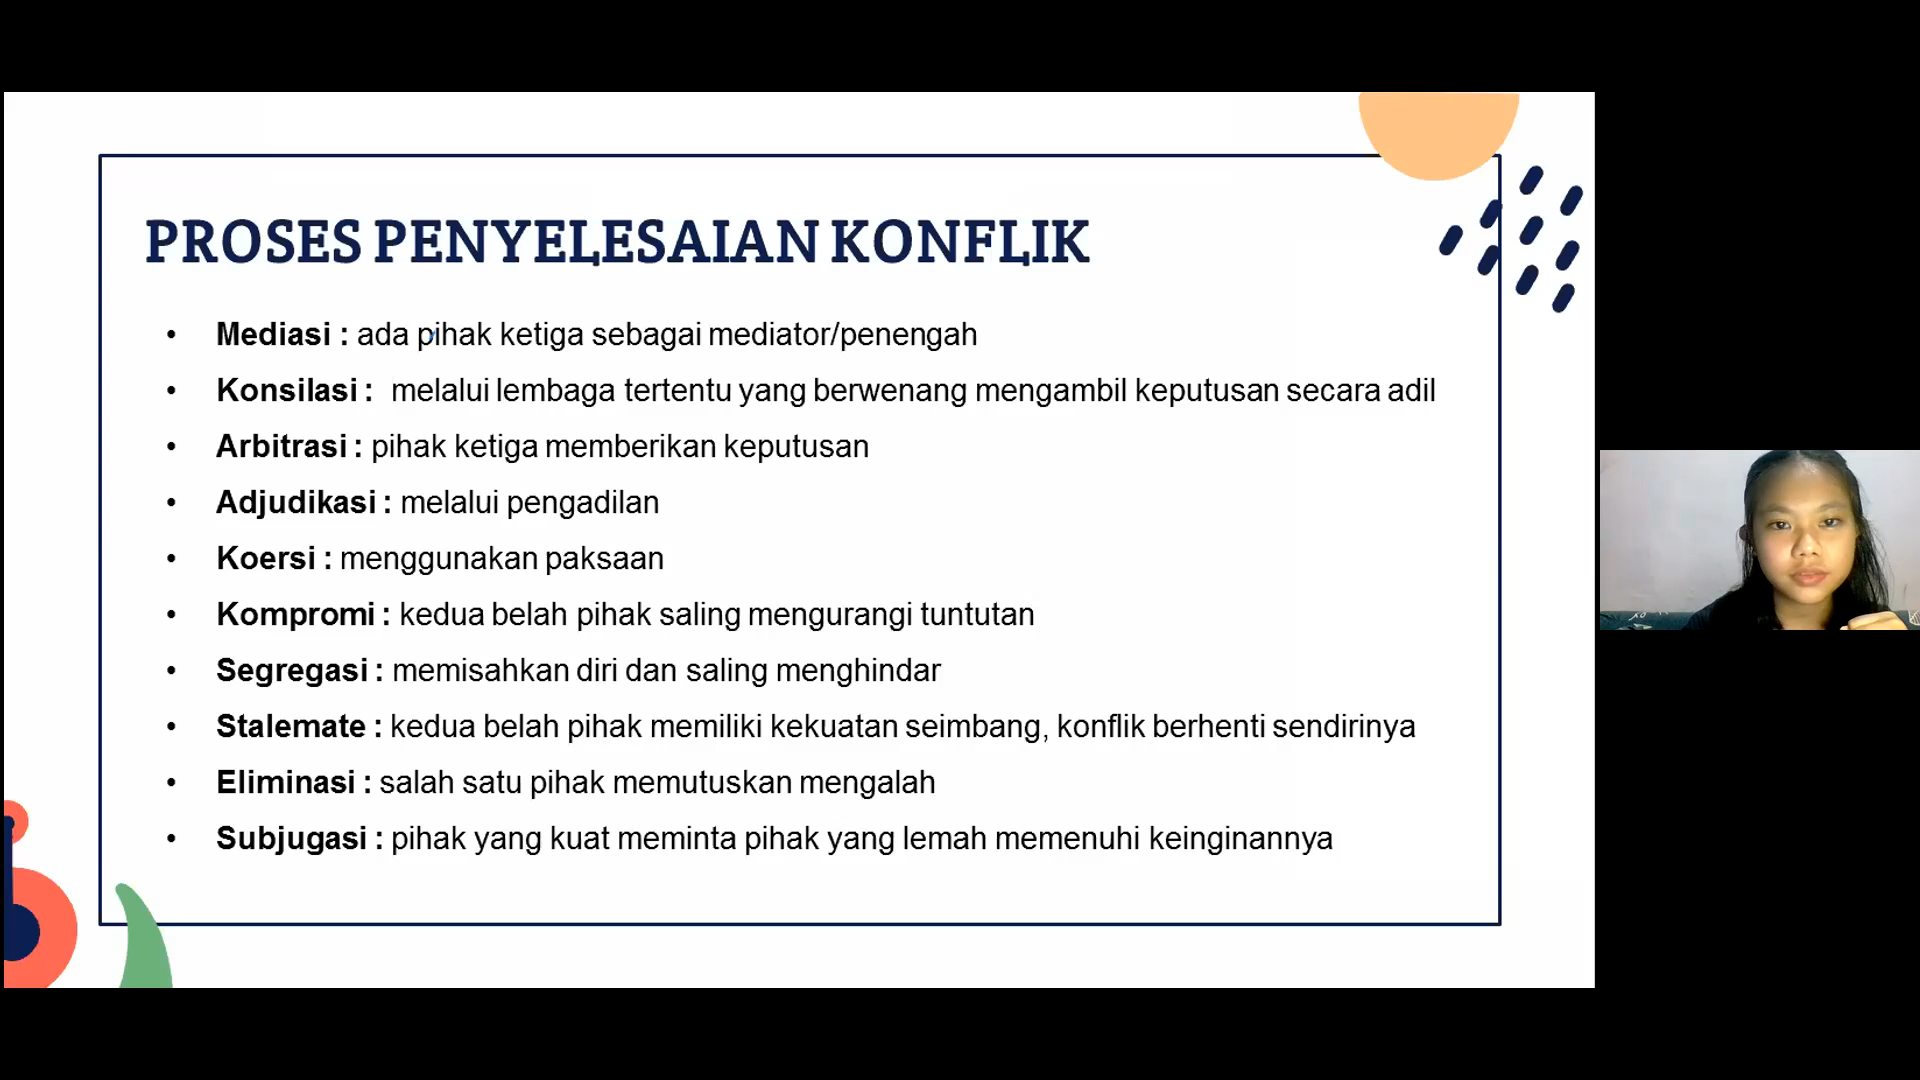 PROSES PENYELESAIAN KONFLIK
• Mediasi : ada pihak ketiga sebagai mediator/penengah
• Konsilasi : melalui lembaga tertentu yang berwenang mengambil keputusan secara adil
• Arbitrasi : pihak ketiga memberikan keputusan
• Adjudikasi : melalui pengadilan
• Koersi : menggunakan paksaan
• Kompromi : kedua belah pihak saling mengurangi tuntutan
• Segregasi : memisahkan diri dan saling menghindar
• Stalemate : kedua belah pihak memiliki kekuatan seimbang, konflik berhenti sendirinya
• Eliminasi : salah satu pihak memutuskan mengalah
• Subjugasi : pihak yang kuat meminta pihak yang lemah memenuhi keinginannya